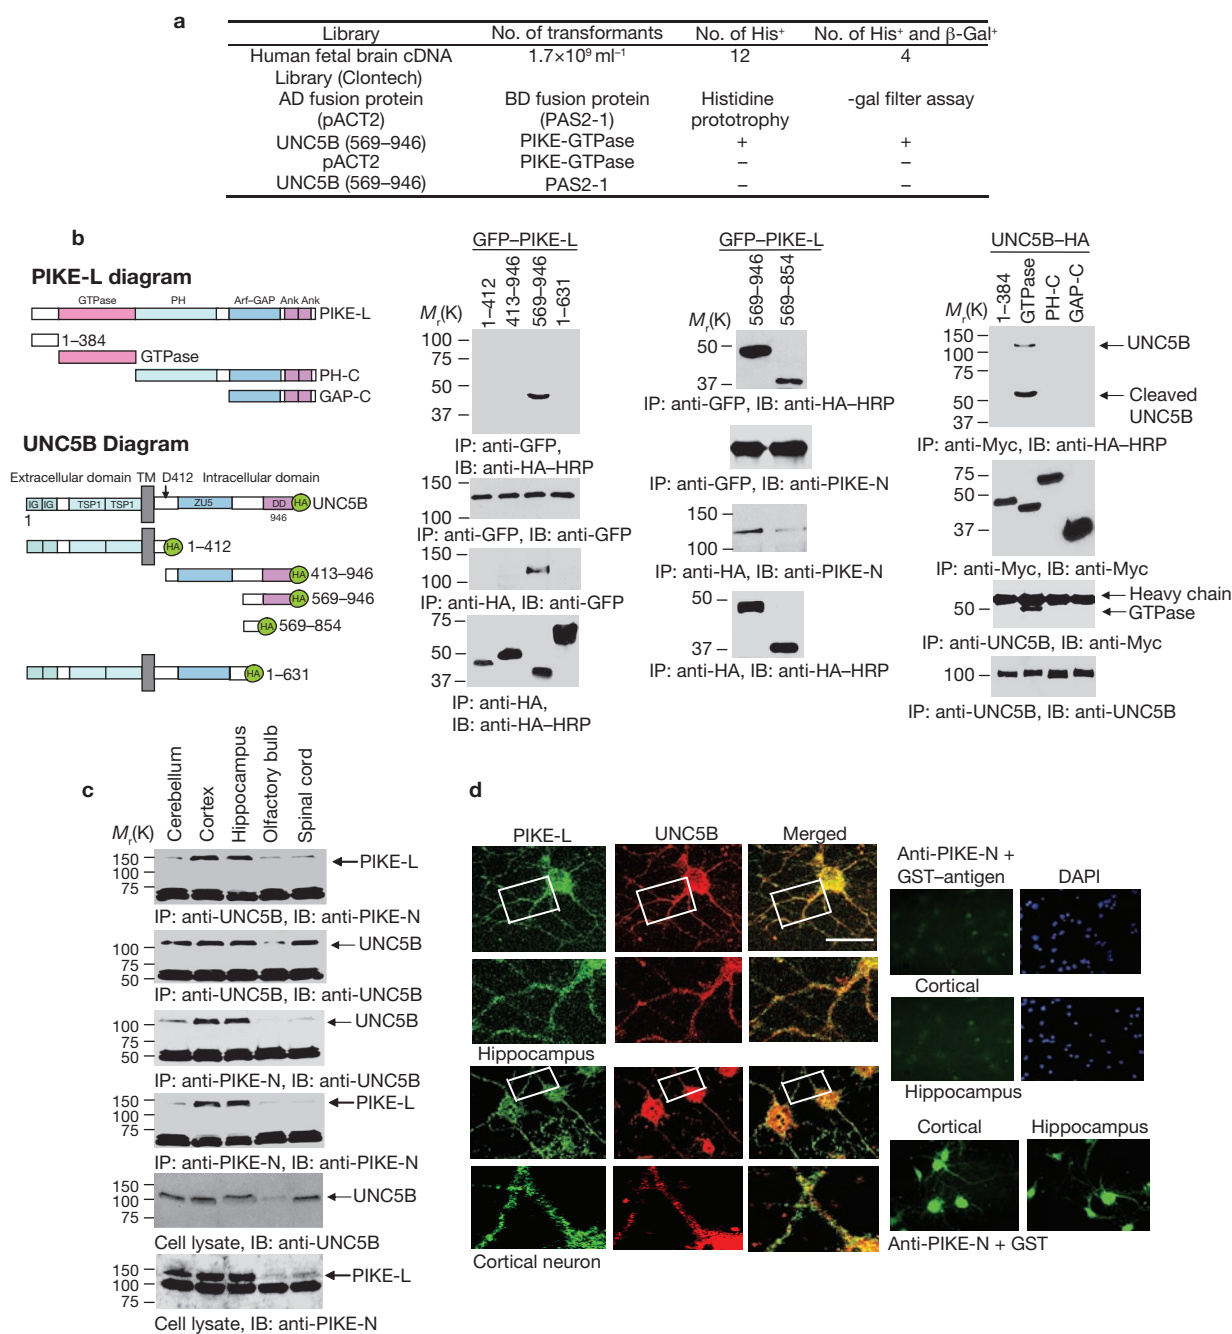 a
Library No. of transformants No. of His+ No. of His+ and β-Gal+
Human fetal brain cDNA 1.7×10⁹ ml⁻¹ 12 4
Library (Clontech)
AD fusion protein BD fusion protein Histidine -gal filter assay
(pACT2) (PAS2-1) prototrophy
UNC5B (569–946) PIKE-GTPase + +
pACT2 PIKE-GTPase – –
UNC5B (569–946) PAS2-1 – –
b
PIKE-L diagram
GTPase PH Arf–GAP Ank Ank
PIKE-L
1–384
GTPase
PH-C
GAP-C
UNC5B Diagram
Extracellular domain TM D412 Intracellular domain
IG IG TSP1 TSP1 ZU5 DD HA UNC5B
1 946
HA 1–412
HA 413–946
HA 569–946
HA 569–854
HA 1–631
GFP–PIKE-L
1–412
413–946
569–946
1–631
Mr(K)
100
75
50
37
IP: anti-GFP,
IB: anti-HA–HRP
150
100
IP: anti-GFP, IB: anti-GFP
150
100
IP: anti-HA, IB: anti-GFP
75
50
37
IP: anti-HA,
IB: anti-HA–HRP
GFP–PIKE-L
569–946
569–854
Mr(K)
50
37
IP: anti-GFP, IB: anti-HA–HRP
IP: anti-GFP, IB: anti-PIKE-N
150
100
IP: anti-HA, IB: anti-PIKE-N
50
37
IP: anti-HA, IB: anti-HA–HRP
UNC5B–HA
1–384
GTPase
PH-C
GAP-C
Mr(K)
150
100
75
50
37
UNC5B
Cleaved
UNC5B
IP: anti-Myc, IB: anti-HA–HRP
75
50
37
IP: anti-Myc, IB: anti-Myc
50
Heavy chain
GTPase
IP: anti-UNC5B, IB: anti-Myc
100
IP: anti-UNC5B, IB: anti-UNC5B
c
Cerebellum
Cortex
Hippocampus
Olfactory bulb
Spinal cord
Mr(K)
150
100
75
PIKE-L
IP: anti-UNC5B, IB: anti-PIKE-N
100
75
50
UNC5B
IP: anti-UNC5B, IB: anti-UNC5B
100
75
50
UNC5B
IP: anti-PIKE-N, IB: anti-UNC5B
150
100
75
PIKE-L
IP: anti-PIKE-N, IB: anti-PIKE-N
150
100
75
UNC5B
Cell lysate, IB: anti-UNC5B
150
100
75
PIKE-L
Cell lysate, IB: anti-PIKE-N
d
PIKE-L UNC5B Merged
Hippocampus
Cortical neuron
Anti-PIKE-N +
GST–antigen DAPI
Cortical
Hippocampus
Cortical Hippocampus
Anti-PIKE-N + GST